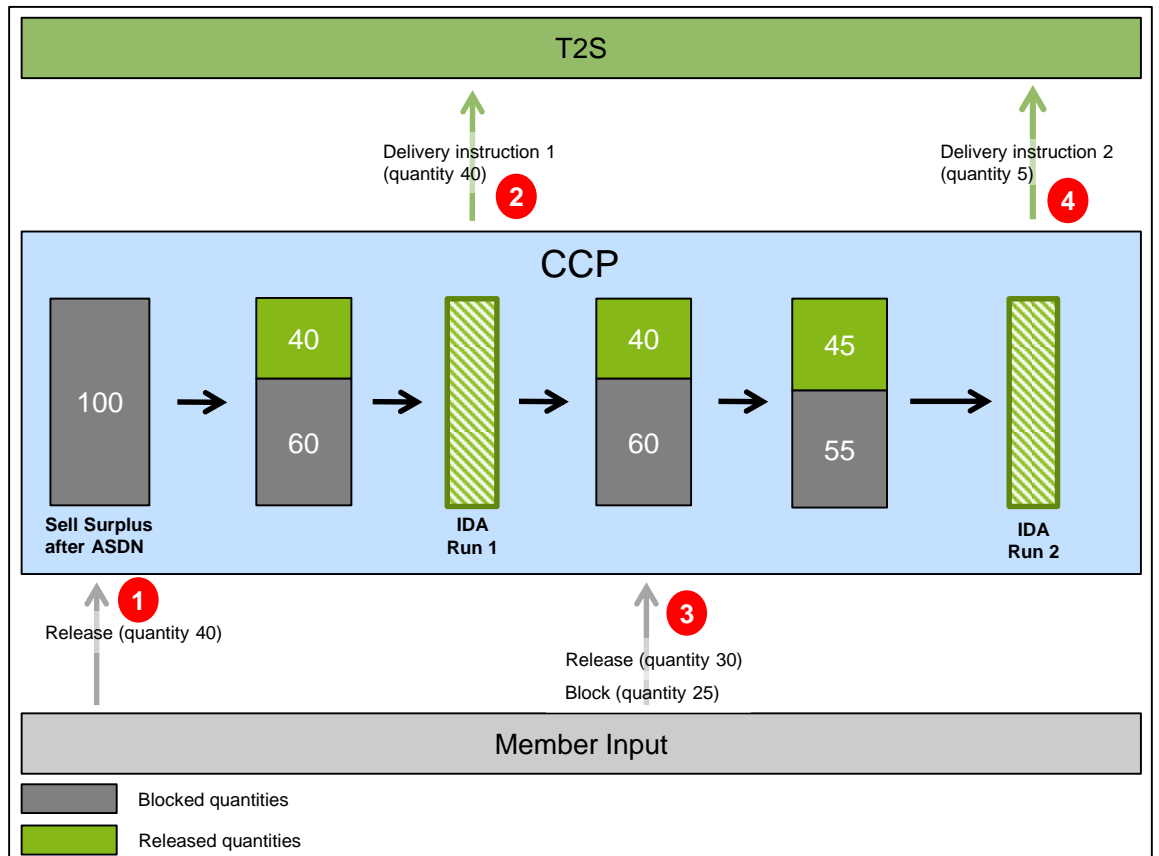 T2S
Delivery instruction 1
(quantity 40)
2
Delivery instruction 2
(quantity 5)
4
CCP
100
40
60
40
60
45
55
Sell Surplus
after ASDN
IDA
Run 1
IDA
Run 2
1
Release (quantity 40)
3
Release (quantity 30)
Block (quantity 25)
Member Input
Blocked quantities
Released quantities